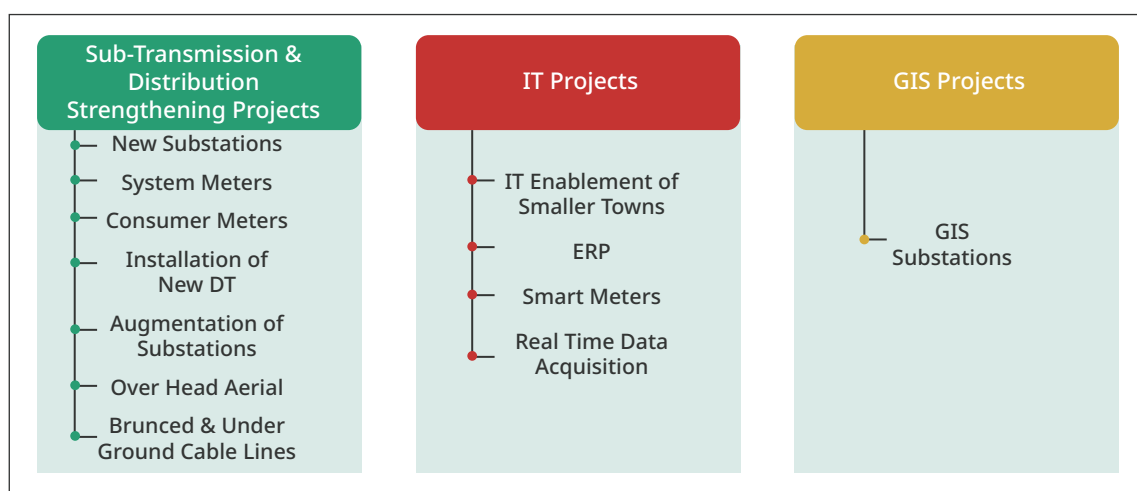 Sub-Transmission &
Distribution
Strengthening Projects
New Substations
System Meters
Consumer Meters
Installation of
New DT
Augmentation of
Substations
Over Head Aerial
Brunced & Under
Ground Cable Lines
IT Projects
IT Enablement of
Smaller Towns
ERP
Smart Meters
Real Time Data
Acquisition
GIS Projects
GIS
Substations